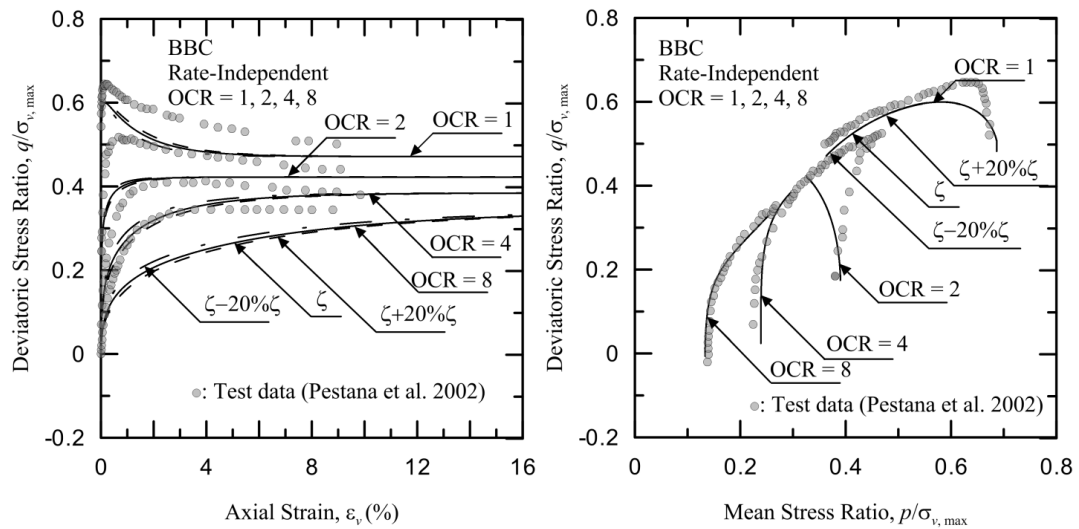 0.8
0.6
0.4
0.2
0
-0.2
Deviatoric Stress Ratio, q/σv, max
BBC
Rate-Independent
OCR = 1, 2, 4, 8
OCR = 2
OCR = 1
OCR = 4
OCR = 8
ζ−20%ζ
ζ
ζ+20%ζ
: Test data (Pestana et al. 2002)
0 4 8 12 16
Axial Strain, εv (%)
0.8
0.6
0.4
0.2
0
-0.2
Deviatoric Stress Ratio, q/σv, max
BBC
Rate-Independent
OCR = 1, 2, 4, 8
OCR = 1
ζ+20%ζ
ζ
ζ−20%ζ
OCR = 2
OCR = 4
OCR = 8
: Test data (Pestana et al. 2002)
0 0.2 0.4 0.6 0.8
Mean Stress Ratio, p/σv, max